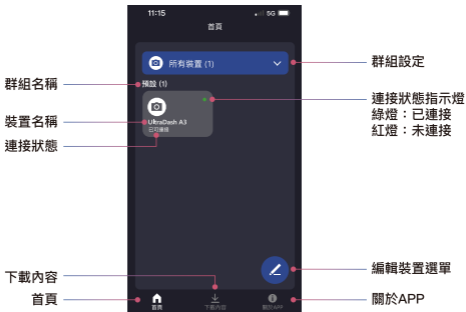 11:15
5G
首頁
所有裝置 (1)
群組設定
群組名稱
預設 (1)
連接狀態指示燈
綠燈：已連接
紅燈：未連接
裝置名稱
UltraDash A3
連接狀態
已可連線
編輯裝置選單
下載內容
首頁
首頁
下載內容
關於APP
關於APP